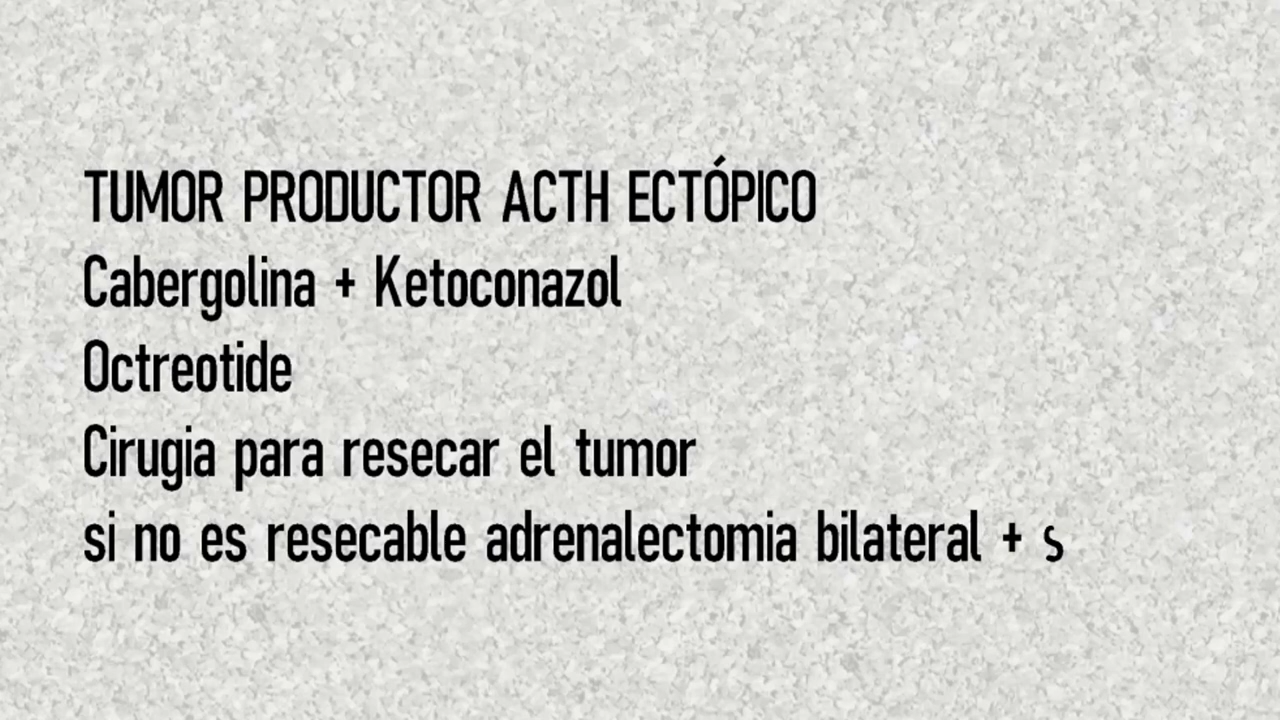 TUMOR PRODUCTOR ACTH ECTÓPICO
Cabergolina + Ketoconazol
Octreotide
Cirugia para resecar el tumor
si no es resecable adrenalectomia bilateral + s